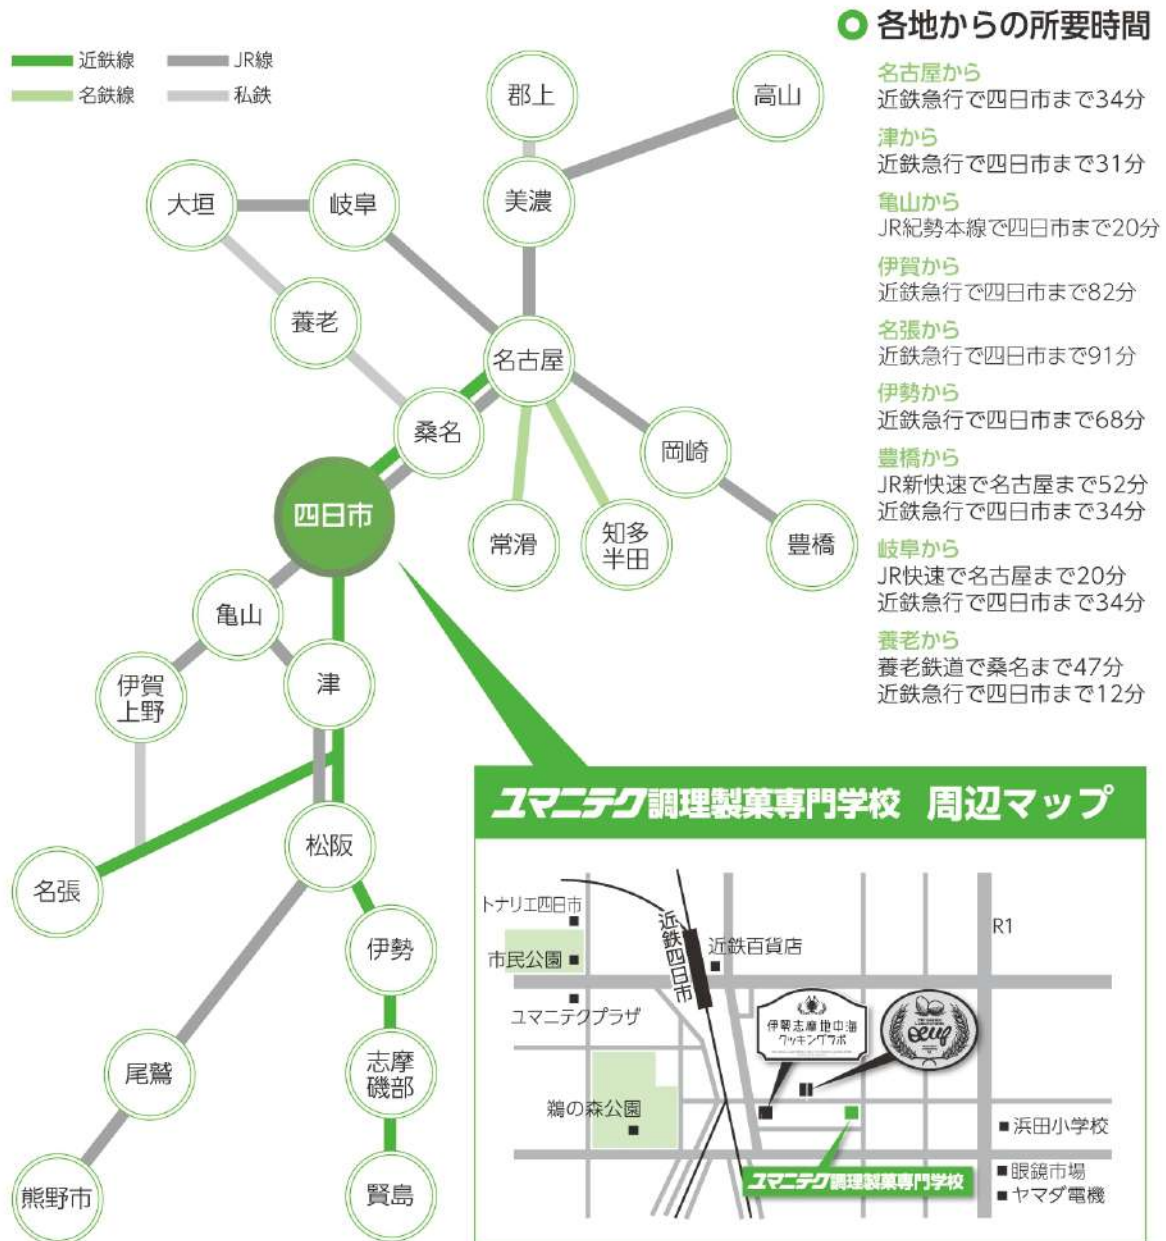 近鉄線
JR線
名鉄線
私鉄
郡上
高山
大垣
岐阜
美濃
養老
名古屋
桑名
岡崎
四日市
常滑
知多
半田
豊橋
亀山
伊賀
上野
津
松阪
名張
伊勢
尾鷲
志摩
磯部
熊野市
賢島
各地からの所要時間
名古屋から
近鉄急行で四日市まで34分
津から
近鉄急行で四日市まで31分
亀山から
JR紀勢本線で四日市まで20分
伊賀から
近鉄急行で四日市まで82分
名張から
近鉄急行で四日市まで91分
伊勢から
近鉄急行で四日市まで68分
豊橋から
JR新快速で名古屋まで52分
近鉄急行で四日市まで34分
岐阜から
JR快速で名古屋まで20分
近鉄急行で四日市まで34分
養老から
養老鉄道で桑名まで47分
近鉄急行で四日市まで12分
ユマニテク調理製菓専門学校 周辺マップ
トナリエ四日市
近鉄四日市
近鉄百貨店
R1
市民公園
ユマニテクプラザ
伊勢志摩地中海
クッキングラボ
oeuf
鵜の森公園
浜田小学校
ユマニテク調理製菓専門学校
眼鏡市場
ヤマダ電機